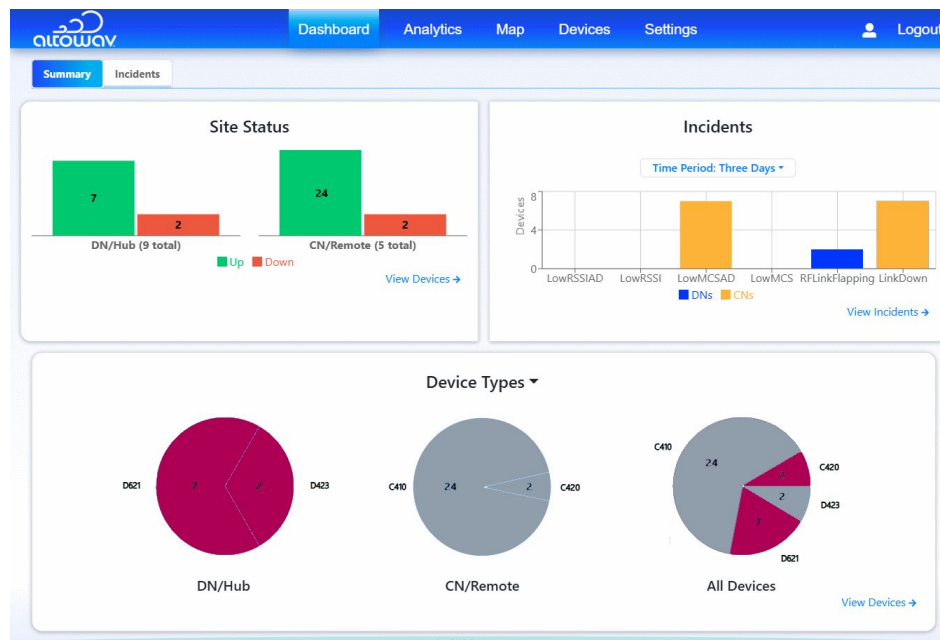 altowav
Dashboard Analytics Map Devices Settings Logout
Summary Incidents
Site Status
7
2
24
2
DN/Hub (9 total) CN/Remote (5 total)
Up Down
View Devices →
Incidents
Time Period: Three Days
Devices
8
4
0
LowRSSIAD LowRSSI LowMCSAD LowMCS RFLinkFlapping LinkDown
DNs CNs
View Incidents →
Device Types
D621 7 2 D423
DN/Hub
C410 24 2 C420
CN/Remote
C410
24
C420
2
2
D423
7
D621
All Devices
View Devices →